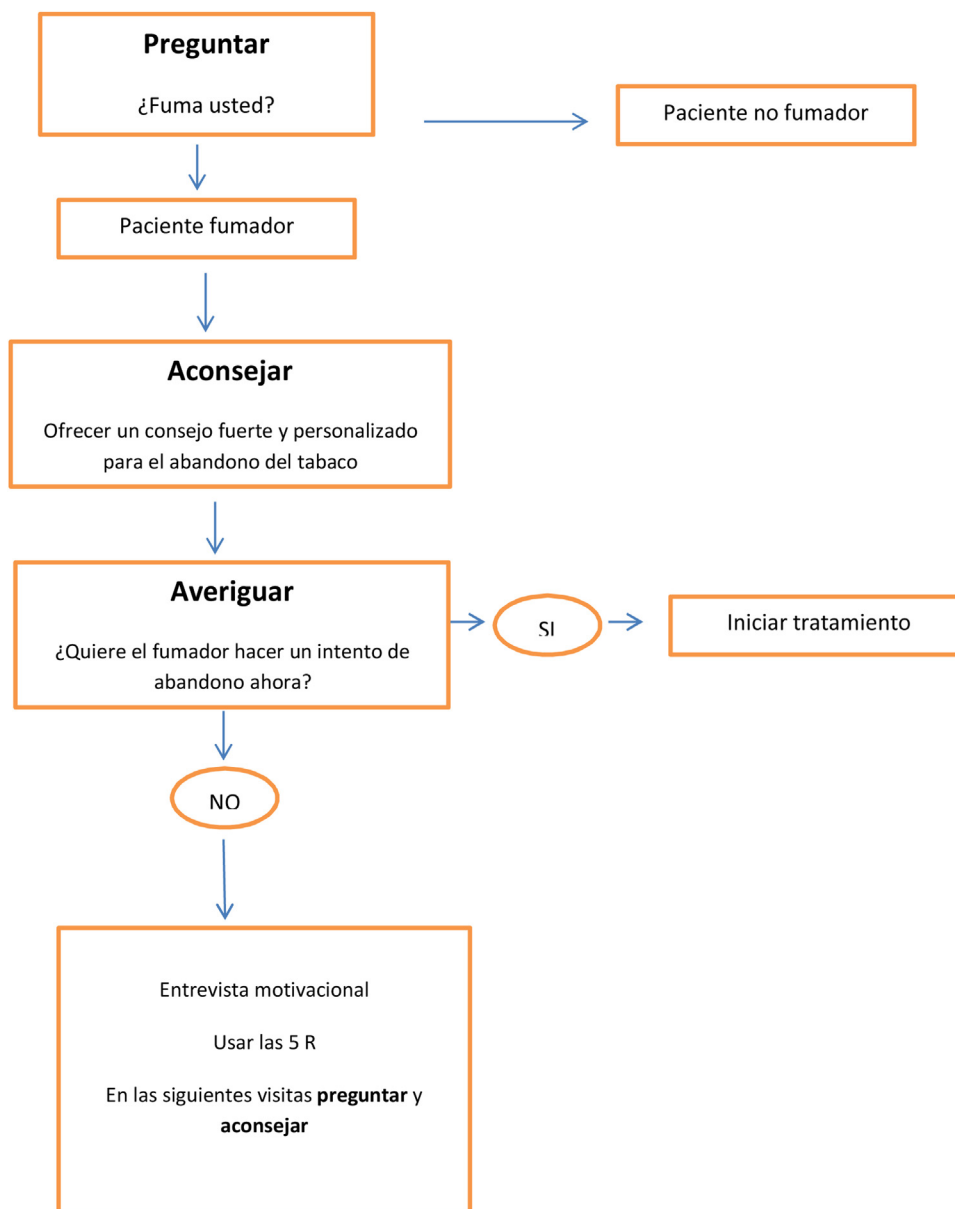 Preguntar
¿Fuma usted?
Paciente no fumador
Paciente fumador
Aconsejar
Ofrecer un consejo fuerte y personalizado
para el abandono del tabaco
Averiguar
¿Quiere el fumador hacer un intento de
abandono ahora?
SI
Iniciar tratamiento
NO
Entrevista motivacional
Usar las 5 R
En las siguientes visitas preguntar y
aconsejar